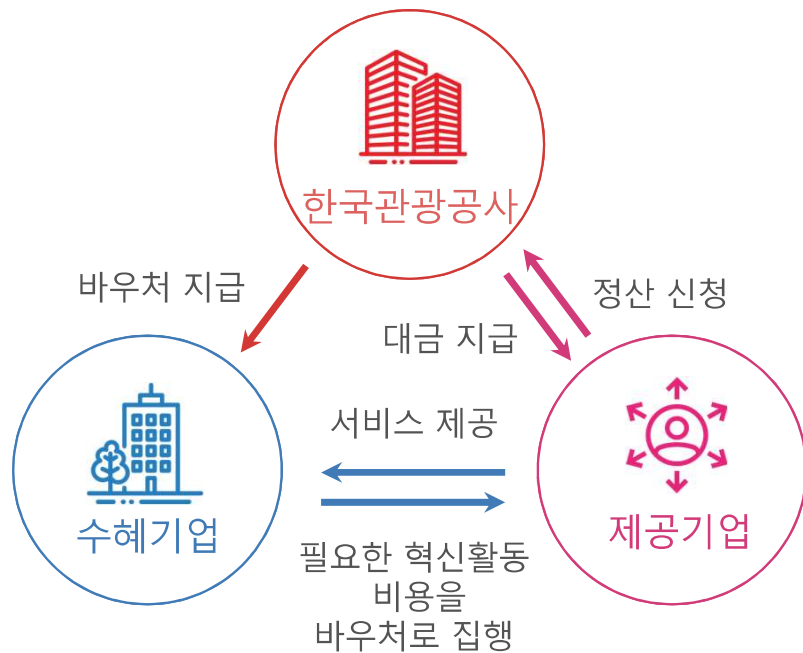 한국관광공사
바우처 지급
정산 신청
대금 지급
서비스 제공
수혜기업
제공기업
필요한 혁신활동
비용을
바우처로 집행